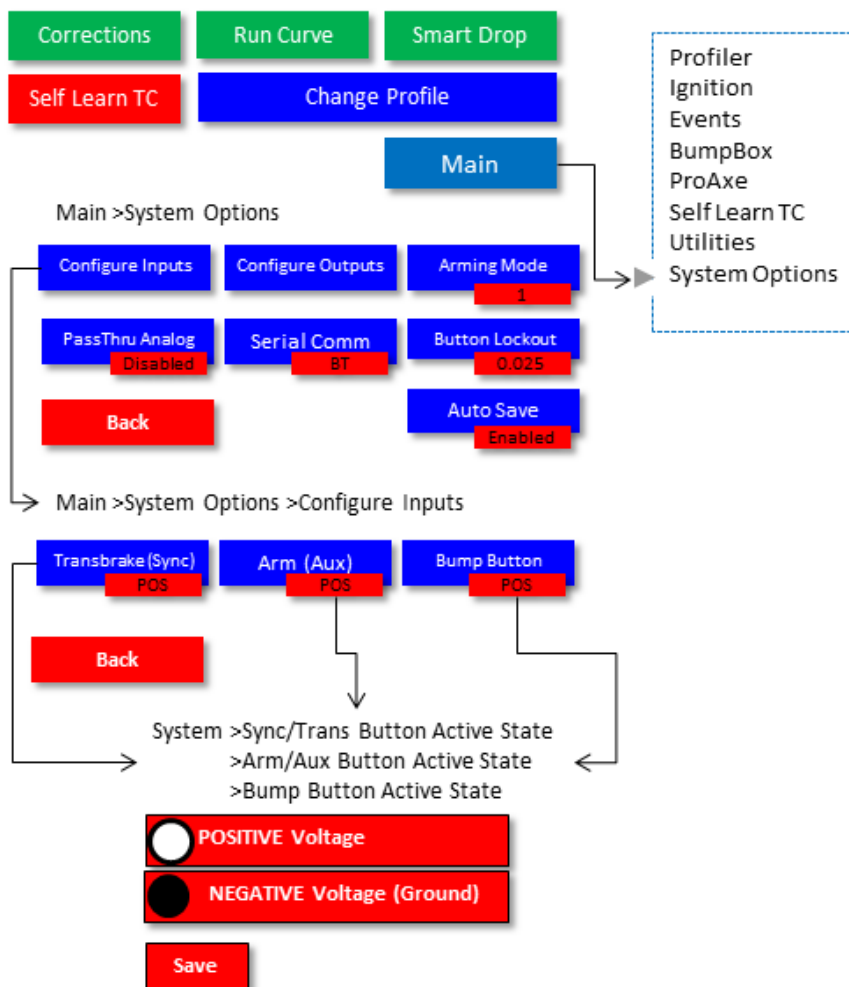 Corrections
Run Curve
Smart Drop
Self Learn TC
Change Profile
Main
Profiler
Ignition
Events
BumpBox
ProAxe
Self Learn TC
Utilities
System Options
Main >System Options
Configure Inputs
Configure Outputs
Arming Mode
1
PassThru Analog
Disabled
Serial Comm
BT
Button Lockout
0.025
Back
Auto Save
Enabled
Main >System Options >Configure Inputs
Transbrake(Sync)
POS
Arm (Aux)
POS
Bump Button
POS
Back
System >Sync/Trans Button Active State
>Arm/Aux Button Active State
>Bump Button Active State
POSITIVE Voltage
NEGATIVE Voltage (Ground)
Save